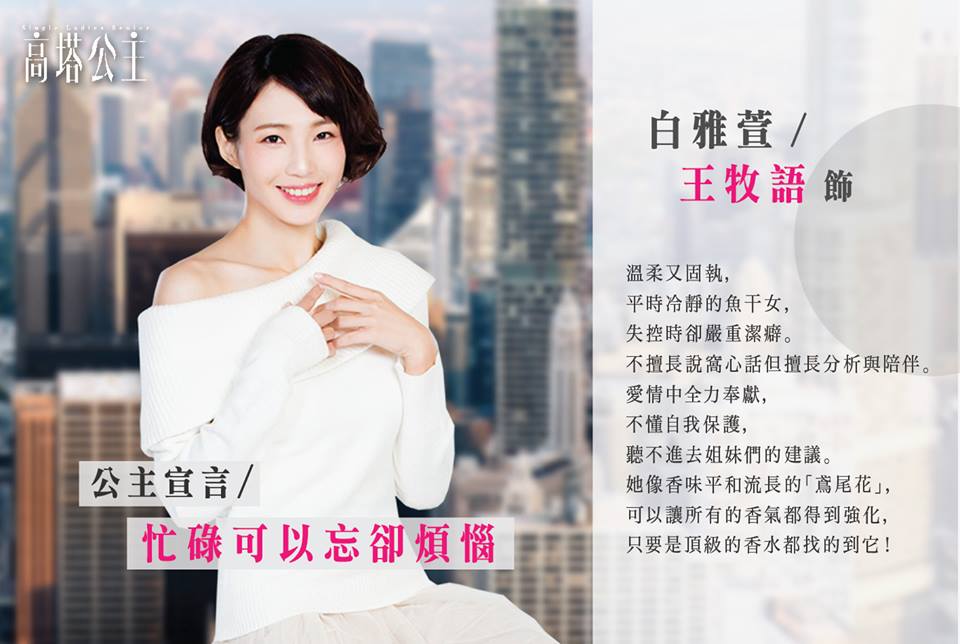 Single Ladies Senior
高塔公主
白雅萱 /
王牧語 飾
溫柔又固執,
平時冷靜的魚干女,
失控時卻嚴重潔癖。
不擅長說窩心話但擅長分析與陪伴。
愛情中全力奉獻,
不懂自我保護,
聽不進去姐妹們的建議。
她像香味平和流長的「鳶尾花」,
可以讓所有的香氣都得到強化,
只要是頂級的香水都找的到它!
公主宣言/
忙碌可以忘卻煩惱